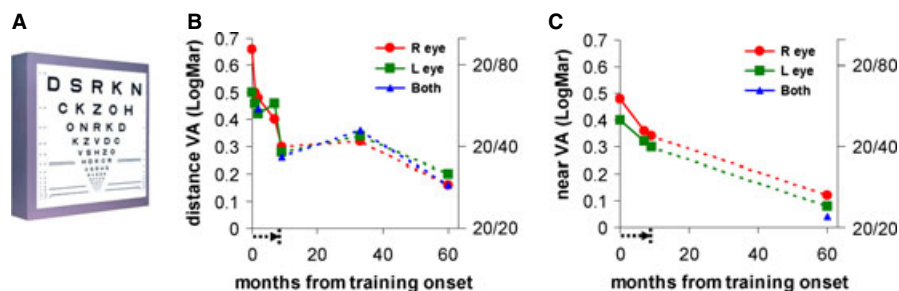 A
D S R K N
C K Z O H
O N R K D
K Z V D C
V S H Z O
H D K C R
B
distance VA (LogMar)
0.7
0.6
0.5
0.4
0.3
0.2
0.1
0
R eye
L eye
Both
20/80
20/40
20/20
0 20 40 60
months from training onset
C
near VA (LogMar)
0.7
0.6
0.5
0.4
0.3
0.2
0.1
0
R eye
L eye
Both
20/80
20/40
20/20
0 20 40 60
months from training onset